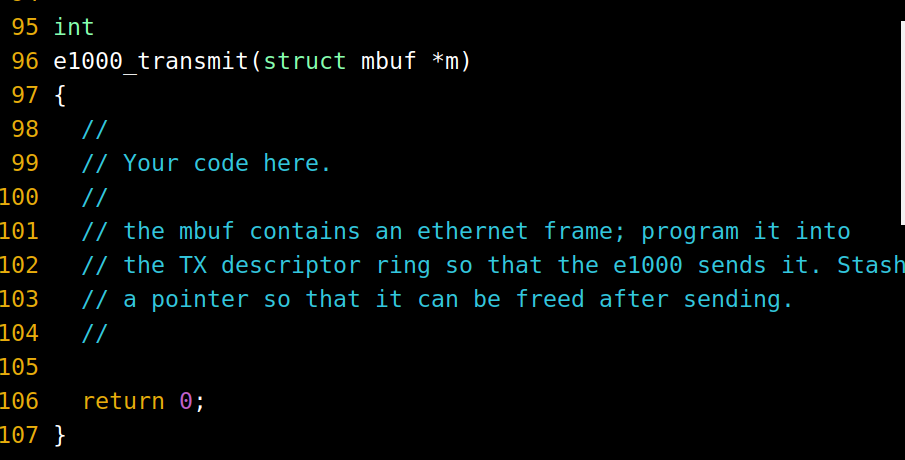 95 int
96 e1000_transmit(struct mbuf *m)
97 {
98   //
99   // Your code here.
100   //
101   // the mbuf contains an ethernet frame; program it into
102   // the TX descriptor ring so that the e1000 sends it. Stash
103   // a pointer so that it can be freed after sending.
104   //
105
106   return 0;
107 }